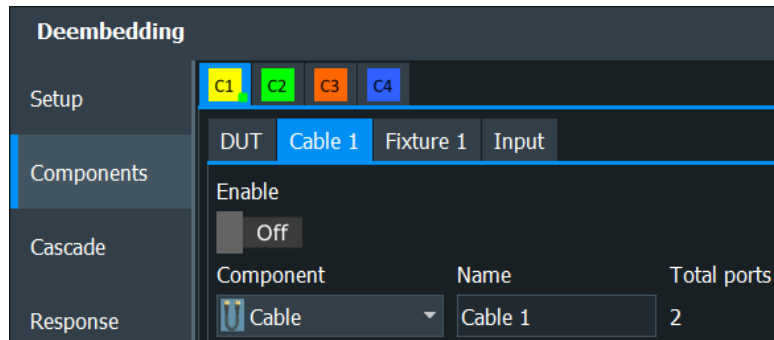 Deembedding
Setup
Components
Cascade
Response
C1 C2 C3 C4
DUT Cable 1 Fixture 1 Input
Enable
Off
Component Name Total ports
Cable Cable 1 2